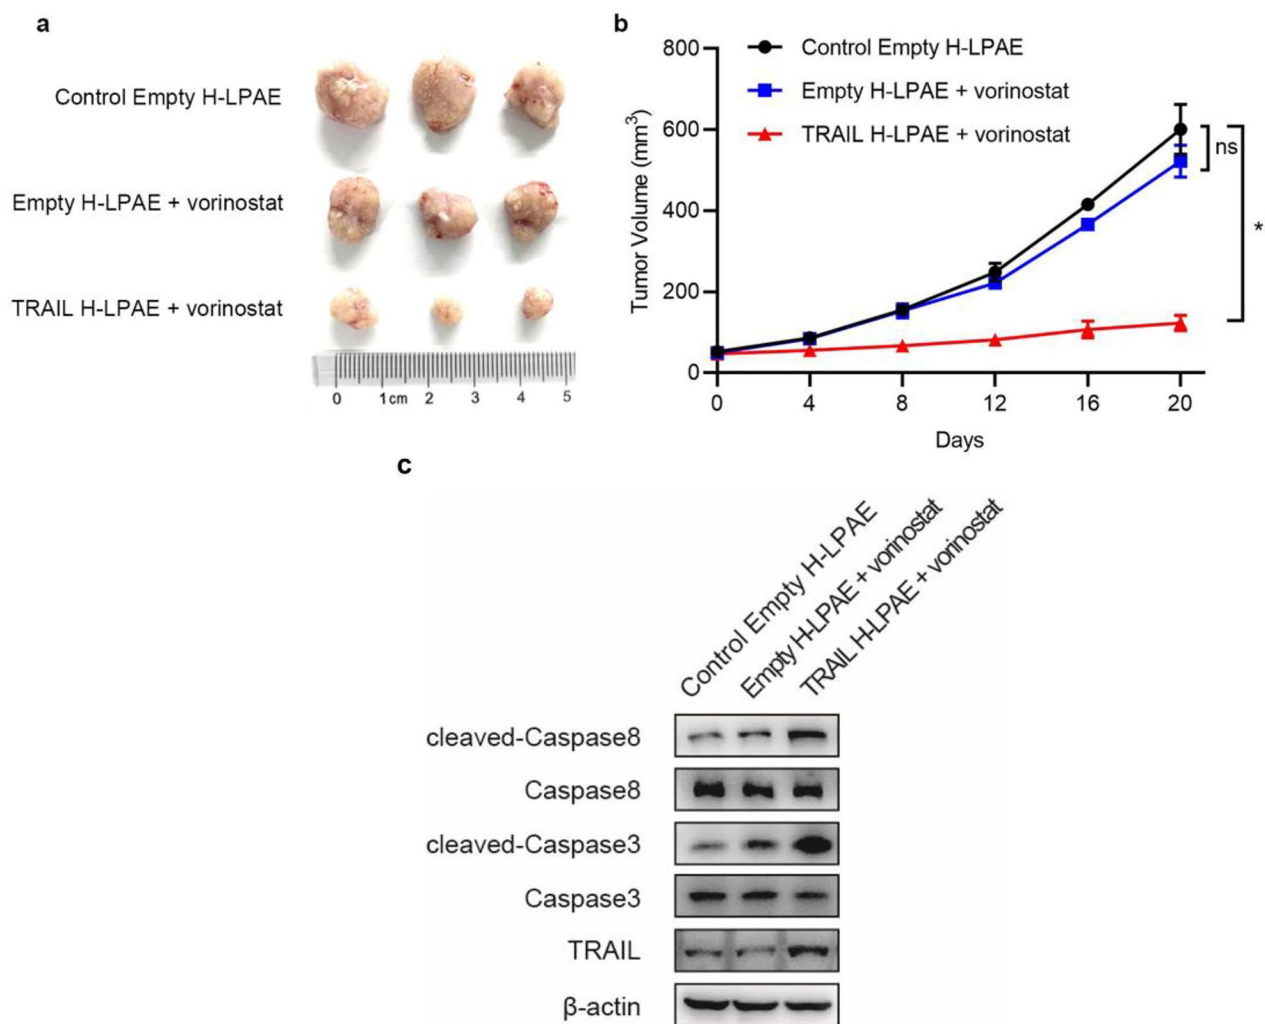 a
Control Empty H-LPAE
Empty H-LPAE + vorinostat
TRAIL H-LPAE + vorinostat
0 1cm 2 3 4 5
b
Control Empty H-LPAE
Empty H-LPAE + vorinostat
TRAIL H-LPAE + vorinostat
Tumor Volume (mm³)
800
600
400
200
0
ns
*
0 4 8 12 16 20
Days
c
Control Empty H-LPAE
Empty H-LPAE + vorinostat
TRAIL H-LPAE + vorinostat
cleaved-Caspase8
Caspase8
cleaved-Caspase3
Caspase3
TRAIL
β-actin